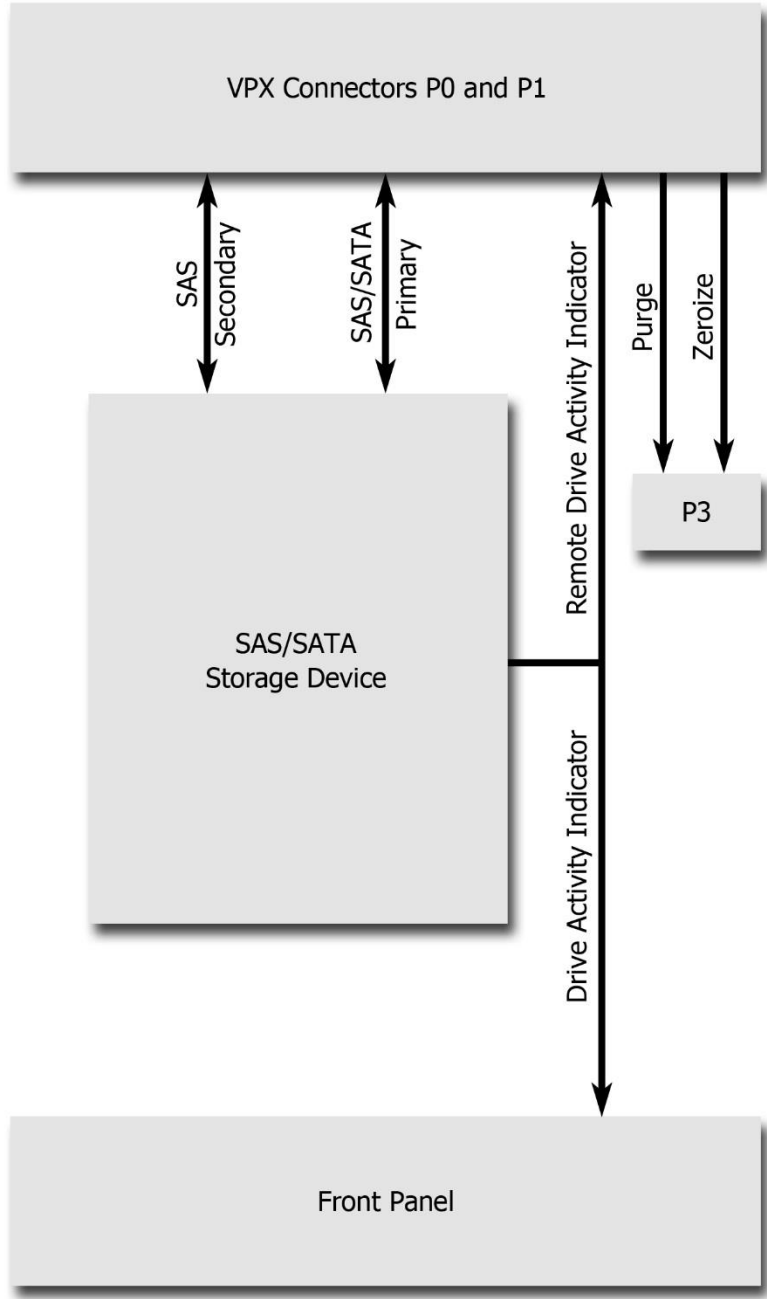 VPX Connectors P0 and P1
SAS
Secondary
SAS/SATA
Primary
Remote Drive Activity Indicator
Purge
Zeroize
P3
SAS/SATA
Storage Device
Drive Activity Indicator
Front Panel